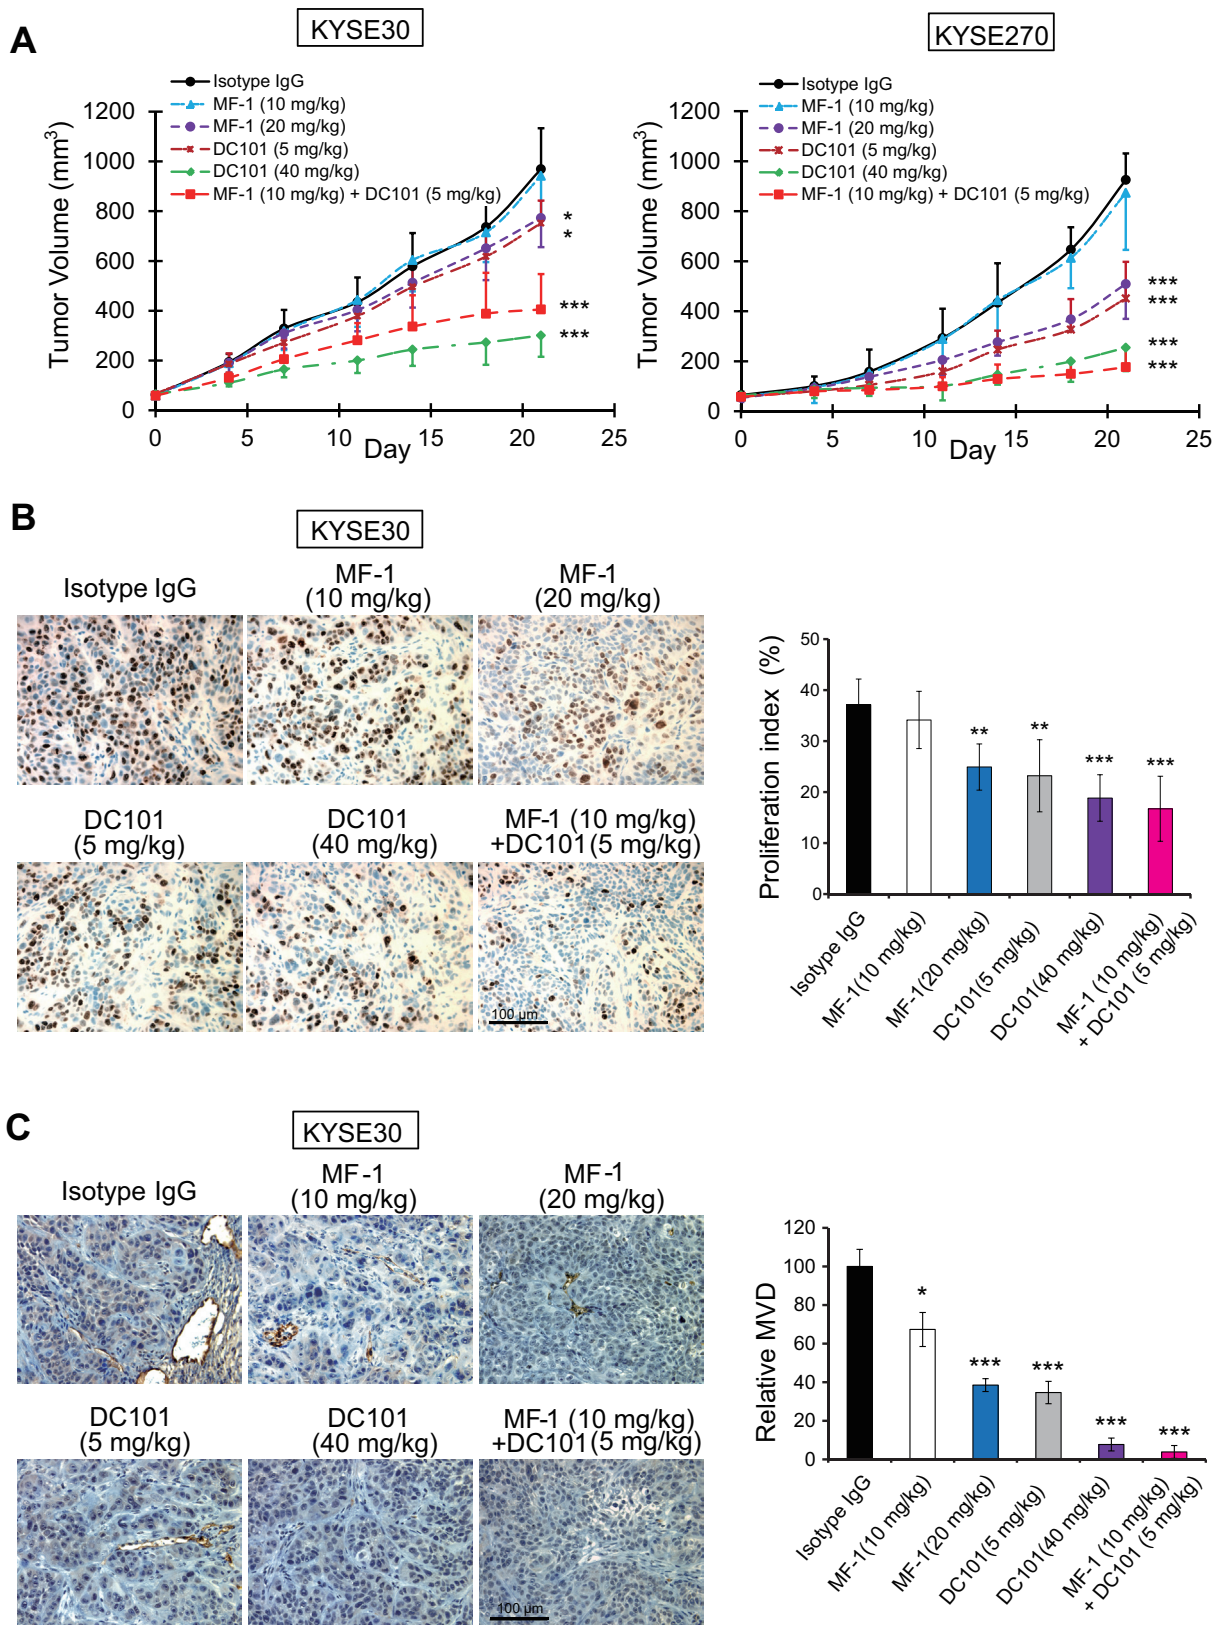 A
KYSE30
Isotype IgG
MF-1 (10 mg/kg)
MF-1 (20 mg/kg)
DC101 (5 mg/kg)
DC101 (40 mg/kg)
MF-1 (10 mg/kg) + DC101 (5 mg/kg)
Tumor Volume (mm³)
1200
1000
800
600
400
200
0
*
*
***
***
0
5
10
15
20
25
Day
KYSE270
Isotype IgG
MF-1 (10 mg/kg)
MF-1 (20 mg/kg)
DC101 (5 mg/kg)
DC101 (40 mg/kg)
MF-1 (10 mg/kg) + DC101 (5 mg/kg)
Tumor Volume (mm³)
1200
1000
800
600
400
200
0
***
***
***
***
0
5
10
15
20
25
Day
B
KYSE30
Isotype IgG
MF-1
(10 mg/kg)
MF-1
(20 mg/kg)
DC101
(5 mg/kg)
DC101
(40 mg/kg)
MF-1 (10 mg/kg)
+DC101 (5 mg/kg)
100 µm
Proliferation index (%)
50
40
30
20
10
0
**
**
***
***
Isotype IgG
MF-1(10 mg/kg)
MF-1(20 mg/kg)
DC101(5 mg/kg)
DC101(40 mg/kg)
MF-1 (10 mg/kg)
+ DC101 (5 mg/kg)
C
KYSE30
Isotype IgG
MF-1
(10 mg/kg)
MF-1
(20 mg/kg)
DC101
(5 mg/kg)
DC101
(40 mg/kg)
MF-1 (10 mg/kg)
+DC101 (5 mg/kg)
100 µm
Relative MVD
120
100
80
60
40
20
0
*
***
***
***
***
Isotype IgG
MF-1(10 mg/kg)
MF-1(20 mg/kg)
DC101(5 mg/kg)
DC101(40 mg/kg)
MF-1 (10 mg/kg)
+ DC101 (5 mg/kg)